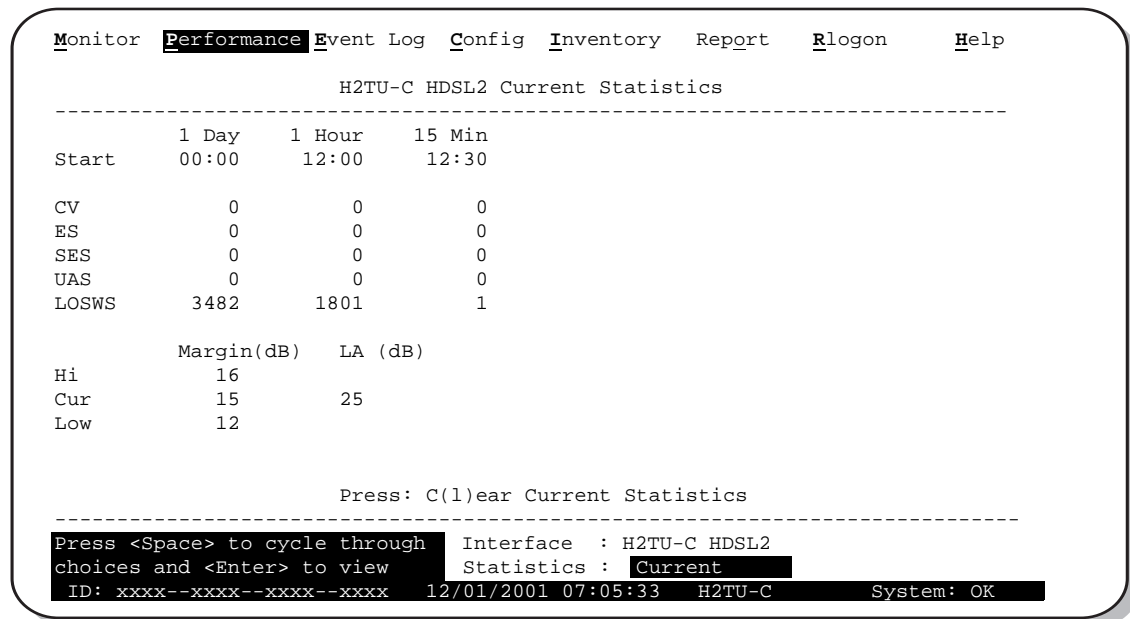 Monitor Performance Event Log Config Inventory Report Rlogon Help
H2TU-C HDSL2 Current Statistics
--------------------------------------------------------------------------------
1 Day 1 Hour 15 Min
Start 00:00 12:00 12:30
CV 0 0 0
ES 0 0 0
SES 0 0 0
UAS 0 0 0
LOSWS 3482 1801 1
Margin(dB) LA (dB)
Hi 16
Cur 15 25
Low 12
Press: C(l)ear Current Statistics
--------------------------------------------------------------------------------
Press <Space> to cycle through Interface : H2TU-C HDSL2
choices and <Enter> to view Statistics : Current
ID: xxxx--xxxx--xxxx--xxxx 12/01/2001 07:05:33 H2TU-C System: OK